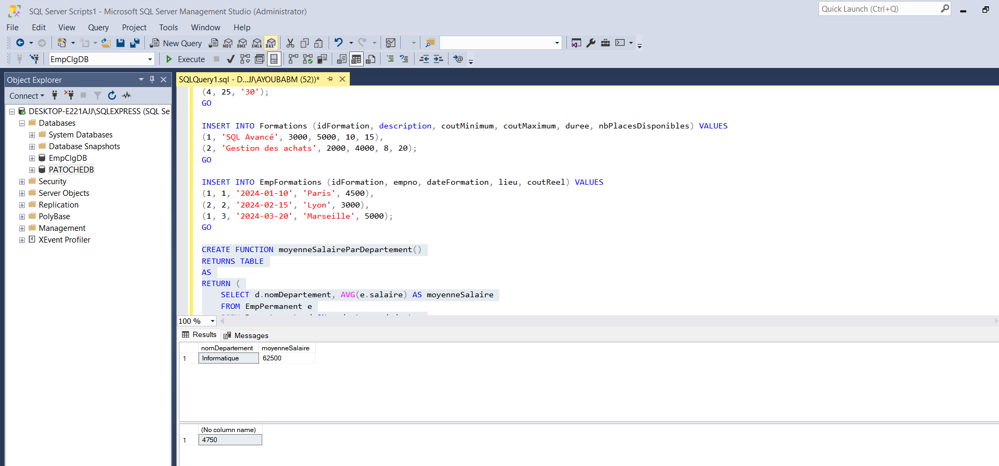 SQL Server Scripts1 - Microsoft SQL Server Management Studio (Administrator)
Quick Launch (Ctrl+Q)
File Edit View Query Project Tools Window Help
New Query MDX DMX XMLA DAX
EmpClgDB Execute
Object Explorer
SQLQuery1.sql - D...JJ\AYOUBABM (52))*
Connect
DESKTOP-E221AJJ\SQLEXPRESS (SQL Se
Databases
System Databases
Database Snapshots
EmpClgDB
PATOCHEDB
Security
Server Objects
Replication
PolyBase
Management
XEvent Profiler
(4, 25, '30');
GO
INSERT INTO Formations (idFormation, description, coutMinimum, coutMaximum, duree, nbPlacesDisponibles) VALUES
(1, 'SQL Avancé', 3000, 5000, 10, 15),
(2, 'Gestion des achats', 2000, 4000, 8, 20);
GO
INSERT INTO EmpFormations (idFormation, empno, dateFormation, lieu, coutReel) VALUES
(1, 1, '2024-01-10', 'Paris', 4500),
(2, 2, '2024-02-15', 'Lyon', 3000),
(1, 3, '2024-03-20', 'Marseille', 5000);
GO
CREATE FUNCTION moyenneSalaireParDepartement()
RETURNS TABLE
AS
RETURN (
SELECT d.nomDepartement, AVG(e.salaire) AS moyenneSalaire
FROM EmpPermanent e
100 %
Results Messages
nomDepartement moyenneSalaire
1 Informatique 62500
(No column name)
1 4750